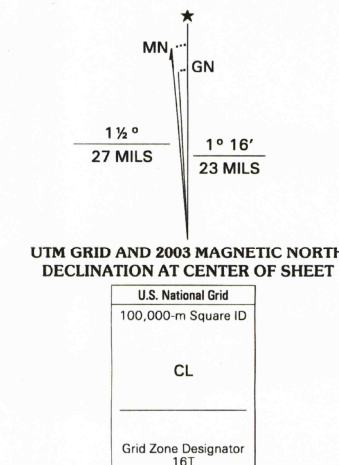 ★
MN
GN
1½° 1° 16′
27 MILS 23 MILS
UTM GRID AND 2003 MAGNETIC NORTH
DECLINATION AT CENTER OF SHEET
U.S. National Grid
100,000-m Square ID
CL
Grid Zone Designator
16T